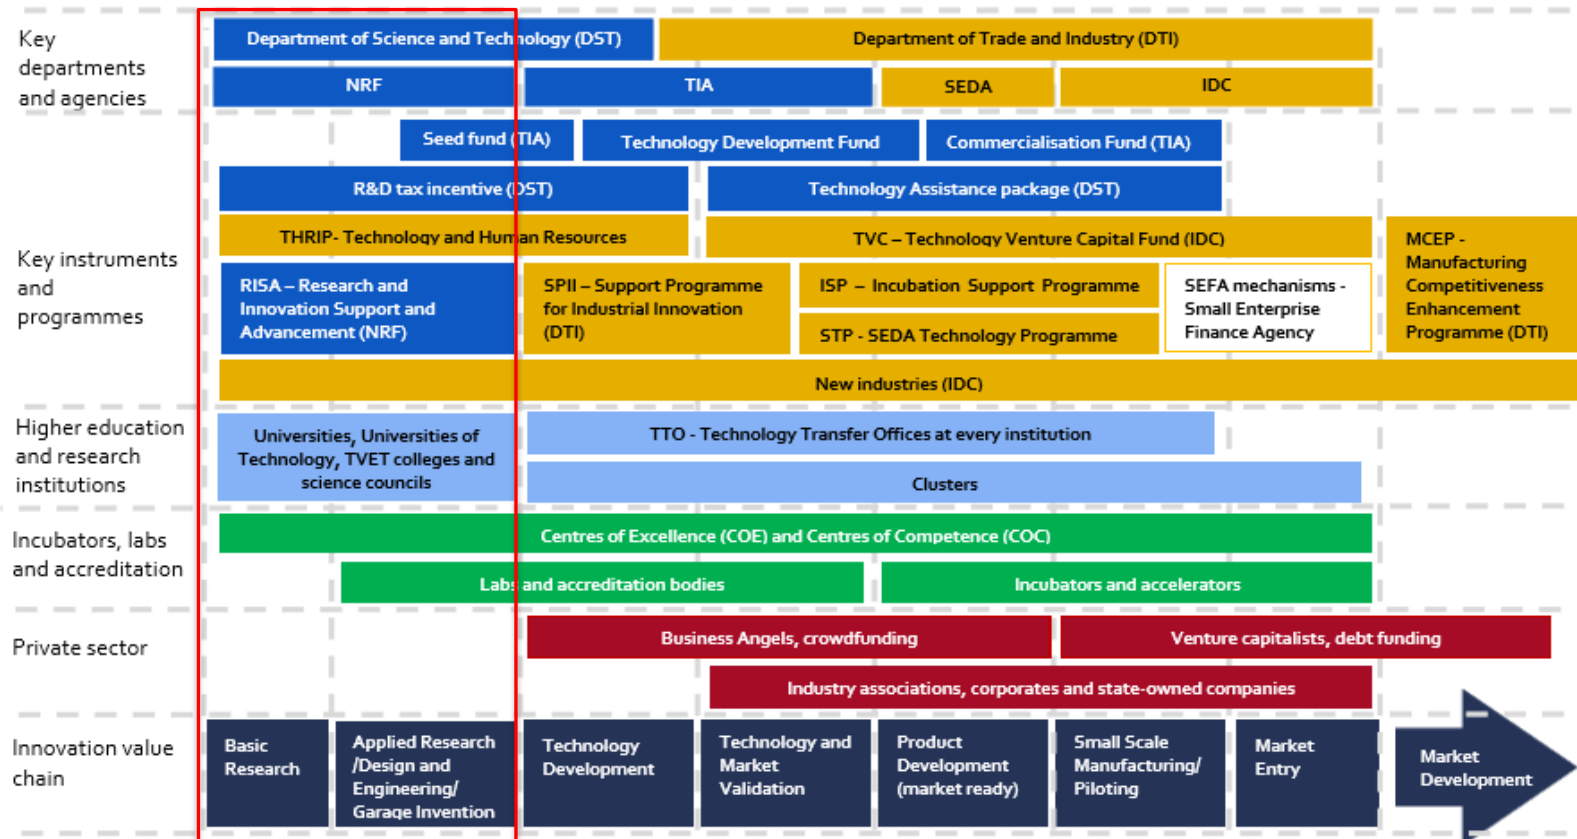 Key
departments
and agencies
Department of Science and Technology (DST)
Department of Trade and Industry (DTI)
NRF
TIA
SEDA
IDC
Key instruments
and
programmes
Seed fund (TIA)
Technology Development Fund
Commercialisation Fund (TIA)
R&D tax incentive (DST)
Technology Assistance package (DST)
THRIP- Technology and Human Resources
TVC – Technology Venture Capital Fund (IDC)
MCEP -
Manufacturing
Competitiveness
Enhancement
Programme (DTI)
RISA – Research and
Innovation Support and
Advancement (NRF)
SPII – Support Programme
for Industrial Innovation
(DTI)
ISP – Incubation Support Programme
STP - SEDA Technology Programme
SEFA mechanisms -
Small Enterprise
Finance Agency
New industries (IDC)
Higher education
and research
institutions
Universities, Universities of
Technology, TVET colleges and
science councils
TTO - Technology Transfer Offices at every institution
Clusters
Incubators, labs
and accreditation
Centres of Excellence (COE) and Centres of Competence (COC)
Labs and accreditation bodies
Incubators and accelerators
Private sector
Business Angels, crowdfunding
Venture capitalists, debt funding
Industry associations, corporates and state-owned companies
Innovation value
chain
Basic
Research
Applied Research
/Design and
Engineering/
Garage Invention
Technology
Development
Technology and
Market
Validation
Product
Development
(market ready)
Small Scale
Manufacturing/
Piloting
Market
Entry
Market
Development